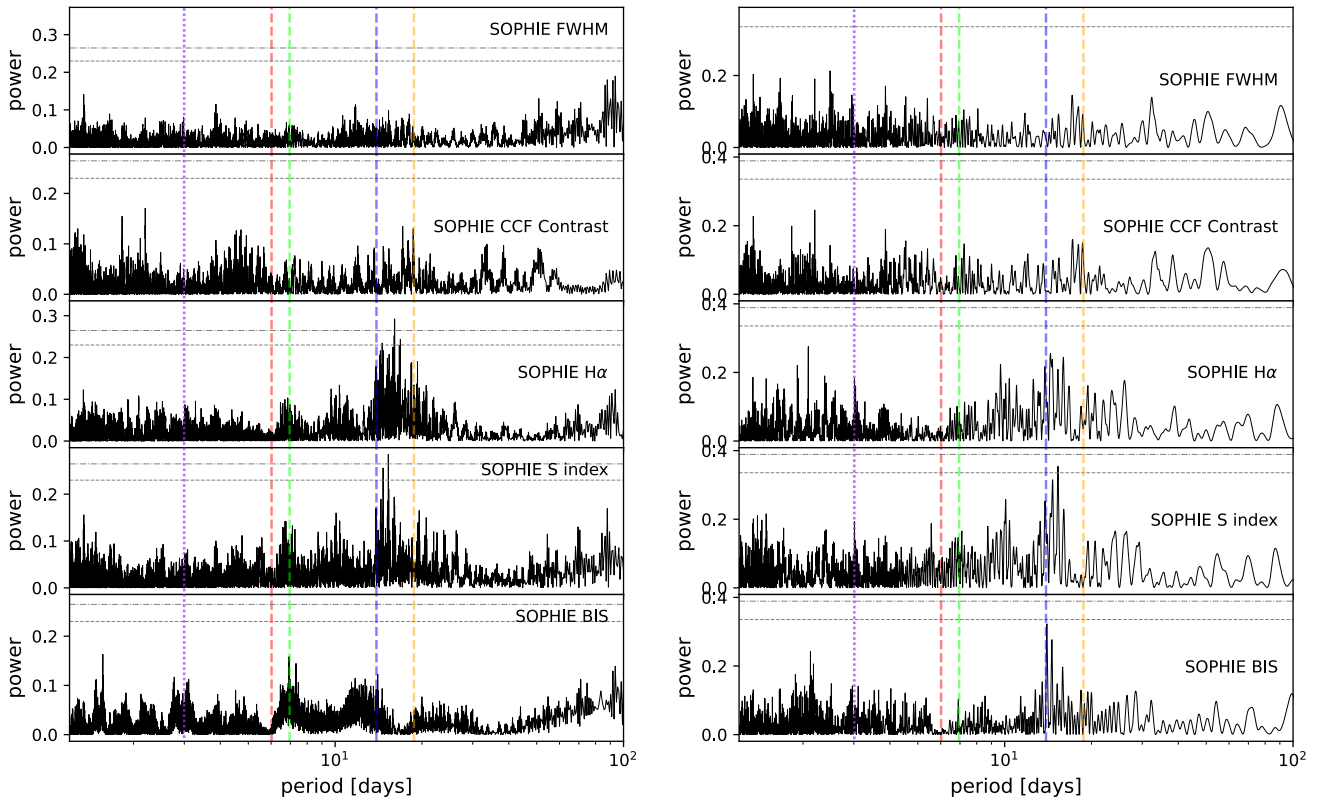 SOPHIE FWHM
power
0.3
0.2
0.1
0.0
SOPHIE CCF Contrast
power
0.2
0.1
0.0
SOPHIE Hα
power
0.3
0.2
0.1
0.0
SOPHIE S index
power
0.2
0.1
0.0
SOPHIE BIS
power
0.2
0.1
0.0
10¹
10²
period [days]
SOPHIE FWHM
power
0.2
0.0
SOPHIE CCF Contrast
power
0.4
0.2
0.0
SOPHIE Hα
power
0.4
0.2
0.0
SOPHIE S index
power
0.4
0.2
0.0
SOPHIE BIS
power
0.4
0.2
0.0
10¹
10²
period [days]